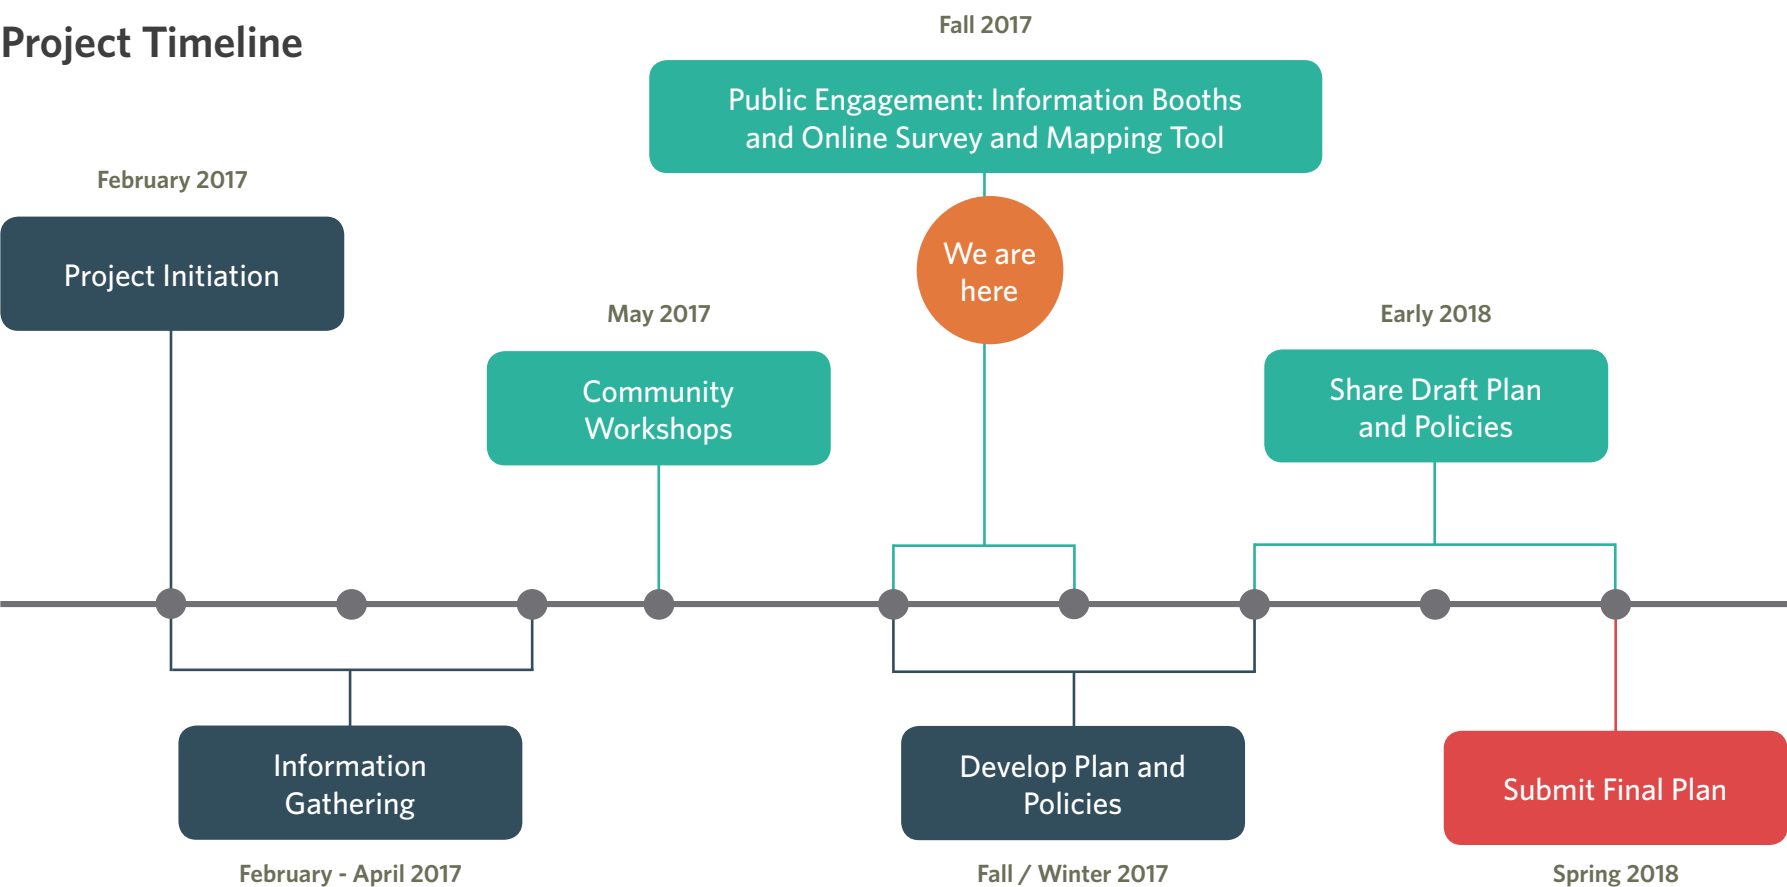 Project Timeline
Fall 2017
Public Engagement: Information Booths
and Online Survey and Mapping Tool
February 2017
Project Initiation
We are
here
May 2017
Community
Workshops
Early 2018
Share Draft Plan
and Policies
Information
Gathering
February - April 2017
Develop Plan and
Policies
Fall / Winter 2017
Submit Final Plan
Spring 2018